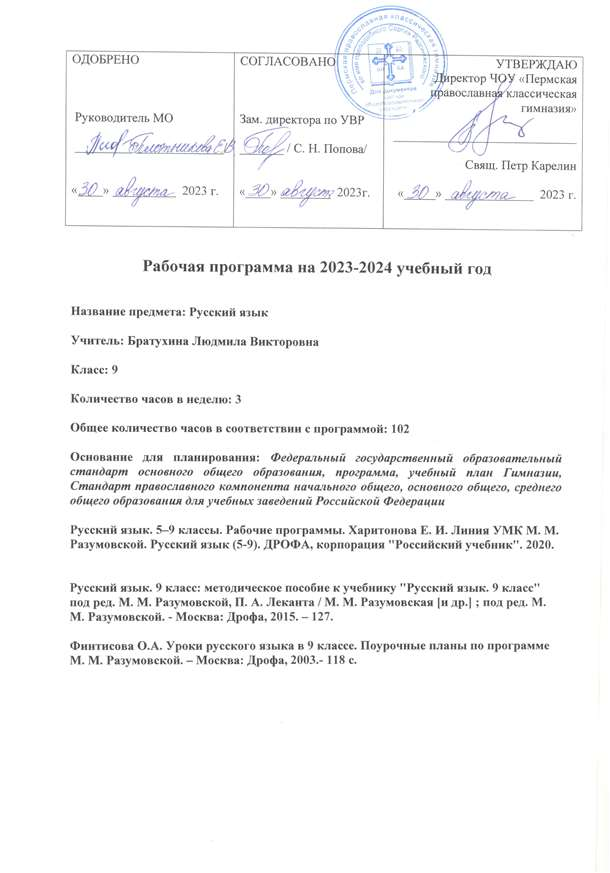 ОДОБРЕНО
Руководитель МО
Плотникова Е.В.
«30» августа 2023 г.
СОГЛАСОВАНО
Зам. директора по УВР
/ С. Н. Попова/
«30» августа 2023г.
УТВЕРЖДАЮ
Директор ЧОУ «Пермская
православная классическая
гимназия»
Свящ. Петр Карелин
«30» августа 2023 г.
Для документов
Рабочая программа на 2023-2024 учебный год
Название предмета: Русский язык
Учитель: Братухина Людмила Викторовна
Класс: 9
Количество часов в неделю: 3
Общее количество часов в соответствии с программой: 102
Основание для планирования: Федеральный государственный образовательный
стандарт основного общего образования, программа, учебный план Гимназии,
Стандарт православного компонента начального общего, основного общего, среднего
общего образования для учебных заведений Российской Федерации
Русский язык. 5–9 классы. Рабочие программы. Харитонова Е. И. Линия УМК М. М.
Разумовской. Русский язык (5-9). ДРОФА, корпорация "Российский учебник". 2020.
Русский язык. 9 класс: методическое пособие к учебнику "Русский язык. 9 класс"
под ред. М. М. Разумовской, П. А. Леканта / М. М. Разумовская [и др.] ; под ред. М.
М. Разумовской. - Москва: Дрофа, 2015. – 127.
Финтисова О.А. Уроки русского языка в 9 классе. Поурочные планы по программе
М. М. Разумовской. – Москва: Дрофа, 2003.- 118 с.